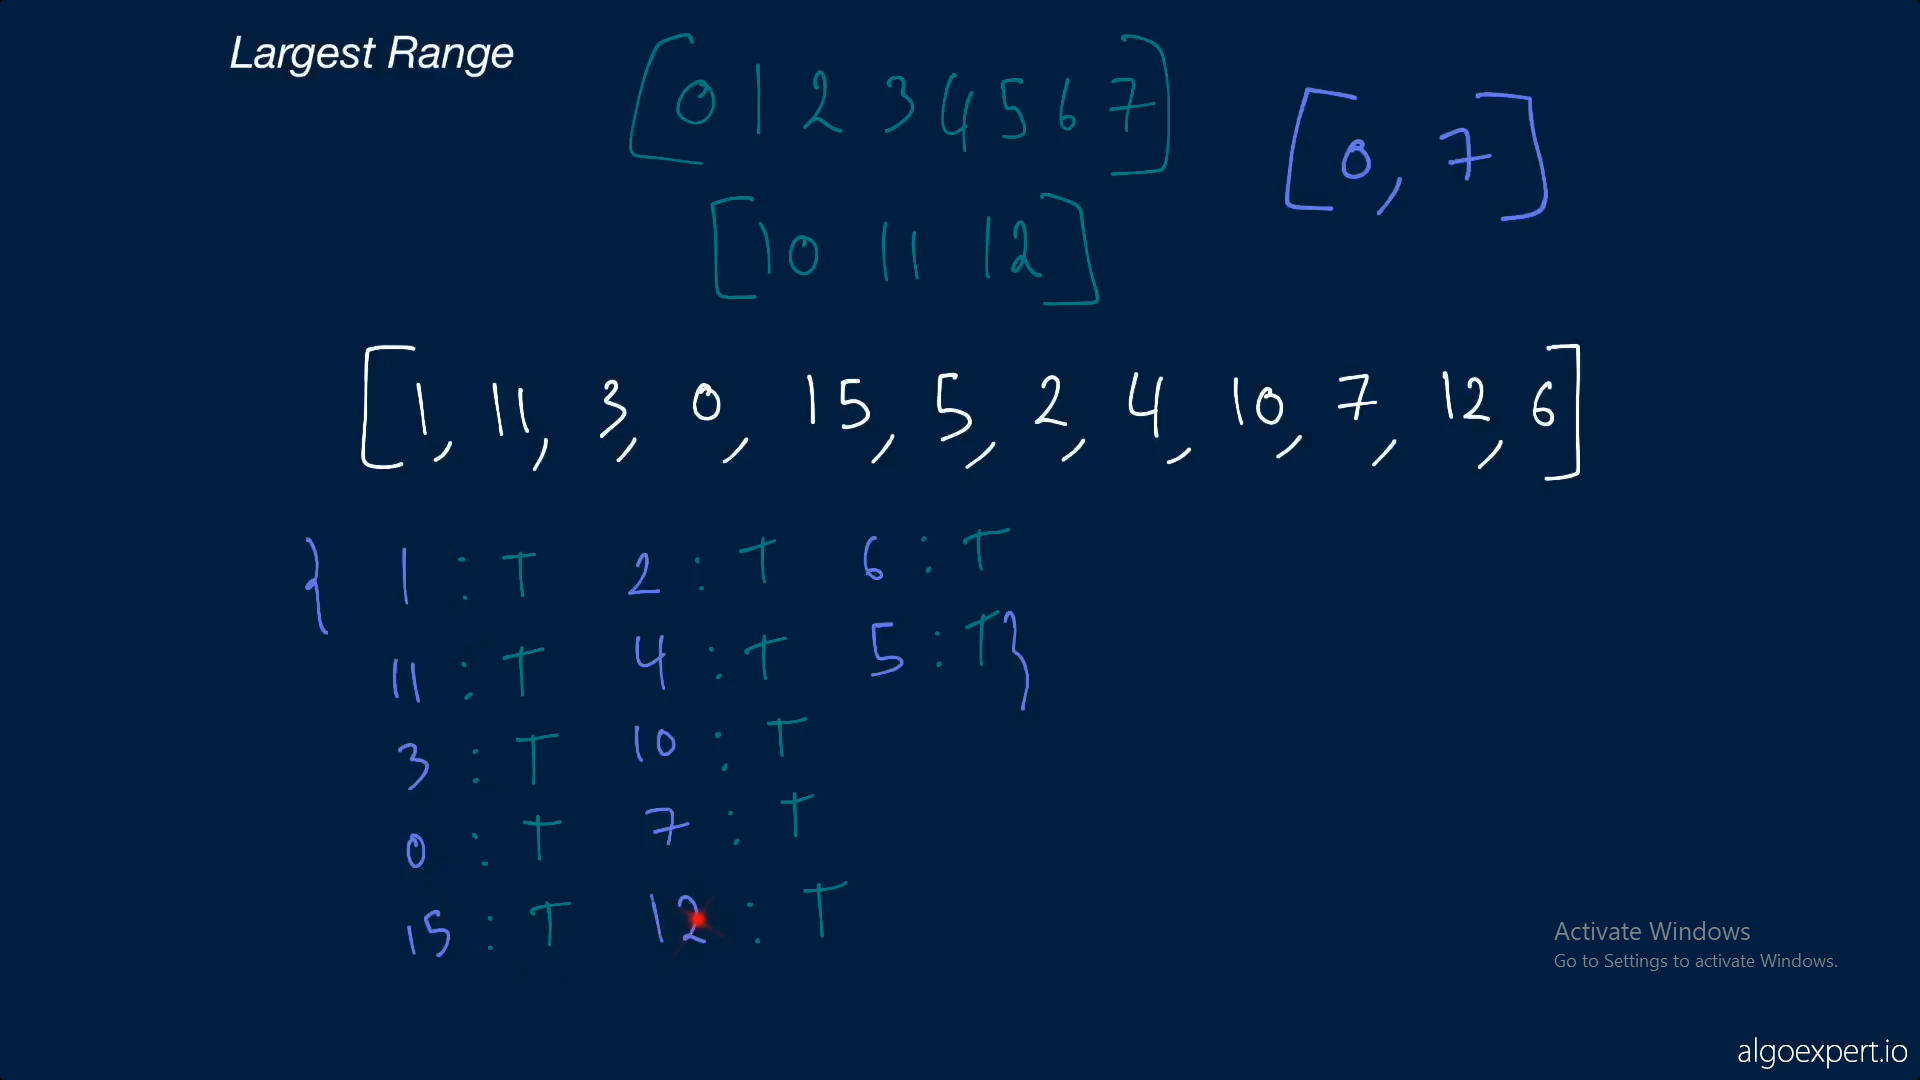 Largest Range
[0 1 2 3 4 5 6 7]
[0, 7]
[10 11 12]
[1, 11, 3, 0, 15, 5, 2, 4, 10, 7, 12, 6]
{ 1 : T 2 : T 6 : T
11 : T 4 : T 5 : T }
3 : T 10 : T
0 : T 7 : T
15 : T 12 : T
Activate Windows
Go to Settings to activate Windows.
algoexpert.io